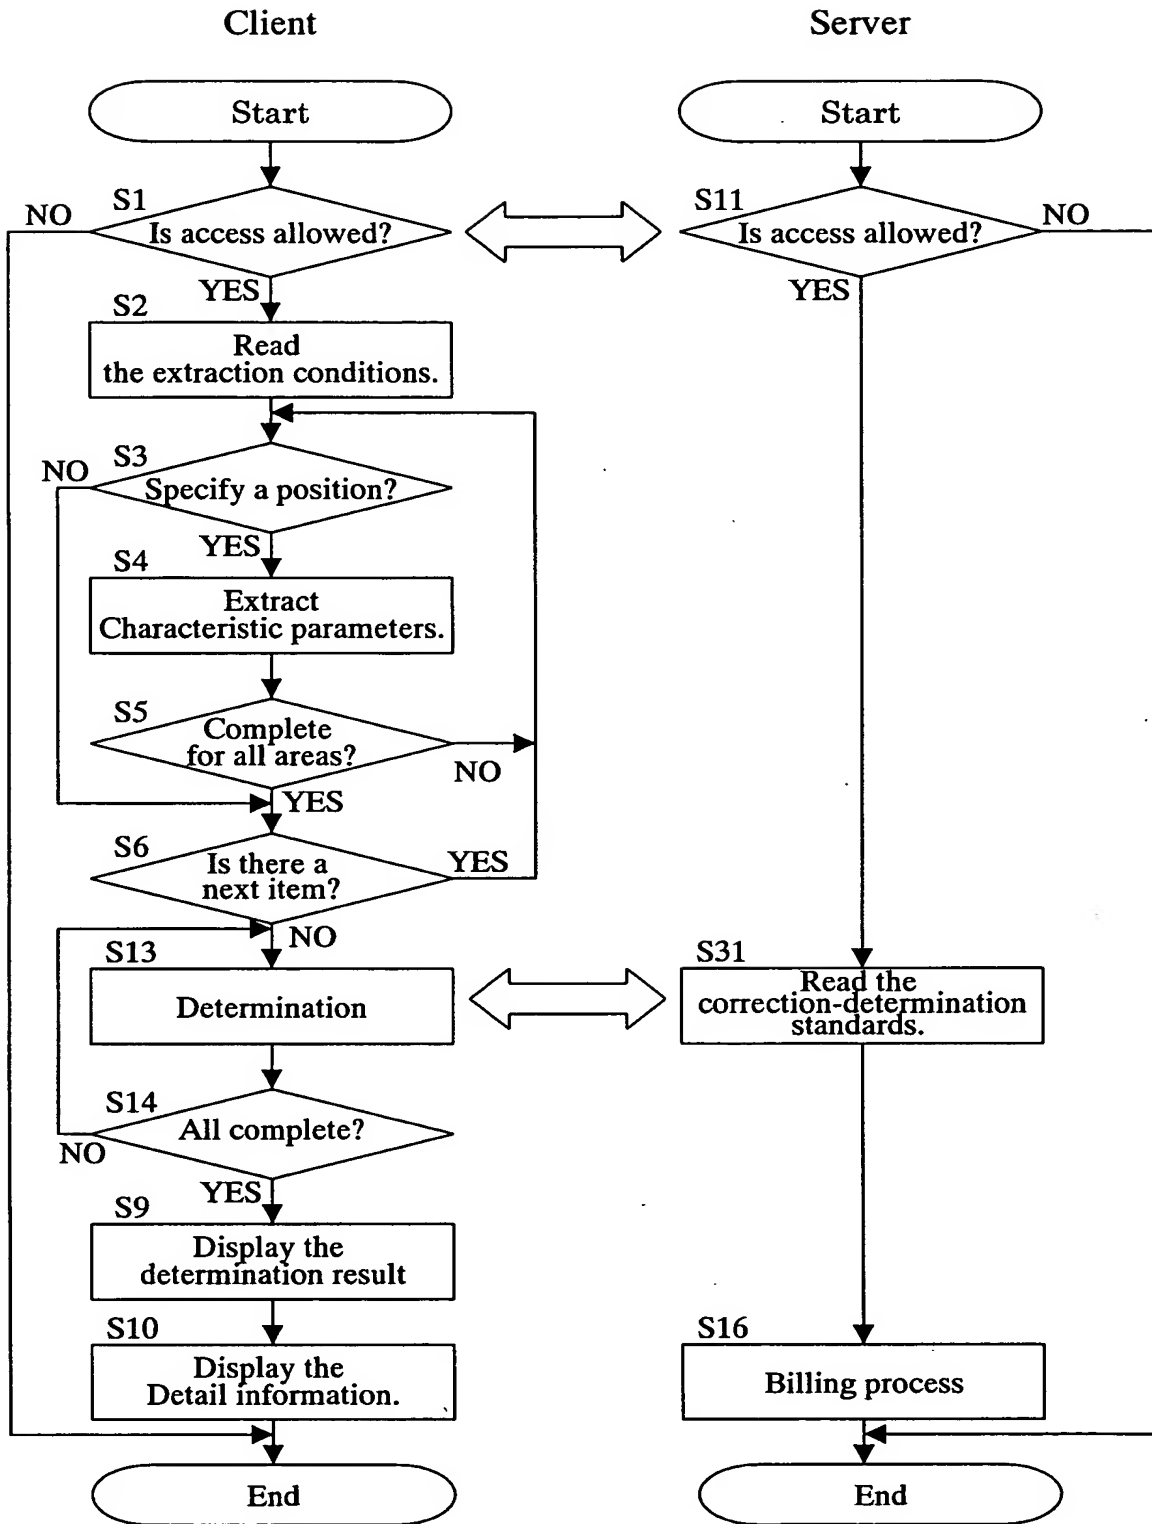 Client
Server
Start
Start
S1
NO
Is access allowed?
YES
S11
NO
Is access allowed?
YES
S2
Read
the extraction conditions.
S3
NO
Specify a position?
YES
S4
Extract
Characteristic parameters.
S5
Complete
for all areas?
NO
YES
S6
Is there a
next item?
YES
NO
S13
Determination
S31
Read the
correction-determination
standards.
S14
All complete?
NO
YES
S9
Display the
determination result
S10
Display the
Detail information.
S16
Billing process
End
End